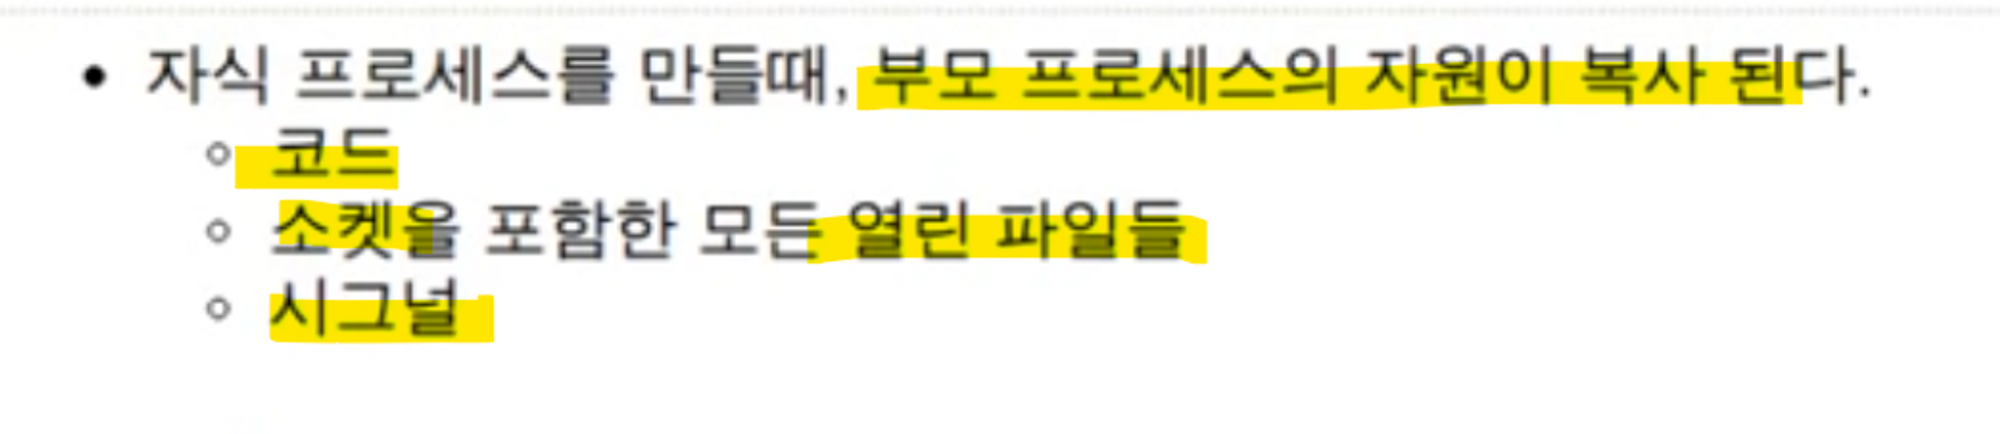 • 자식 프로세스를 만들때, 부모 프로세스의 자원이 복사 된다.
○ 코드
○ 소켓을 포함한 모든 열린 파일들
○ 시그널